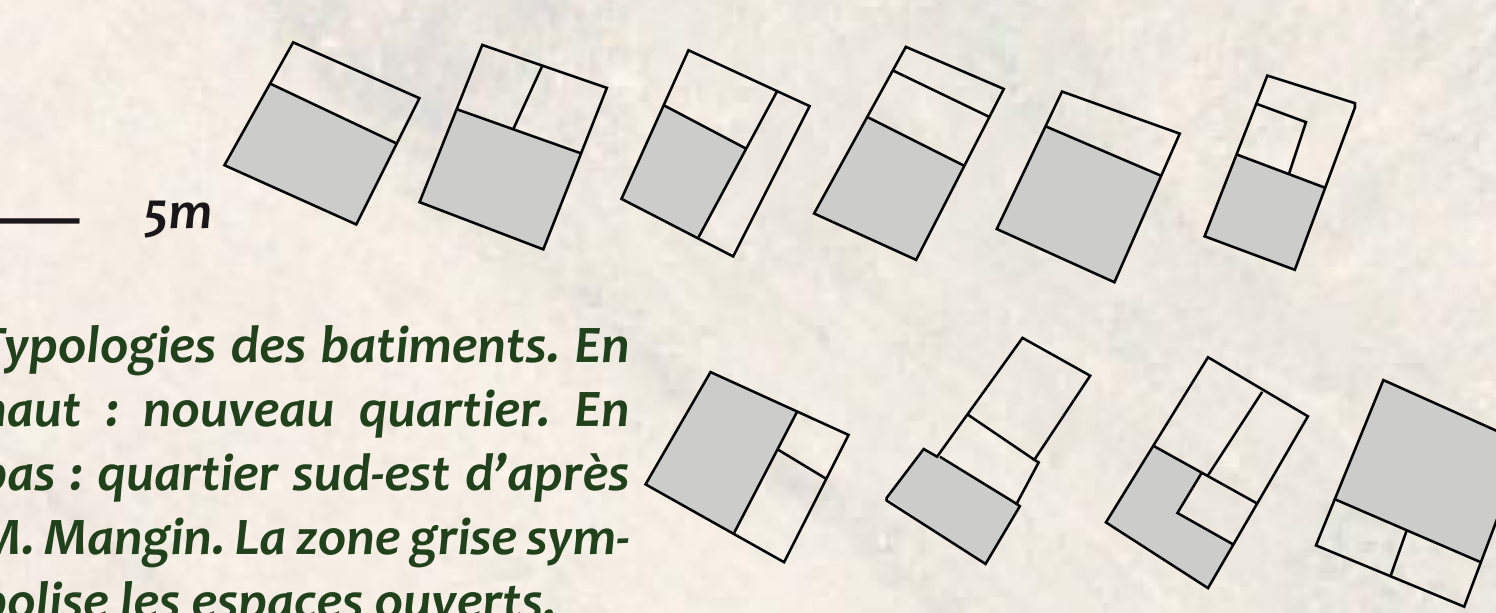 5m
Typologies des batiments. En
haut : nouveau quartier. En
bas : quartier sud-est d'après
M. Mangin. La zone grise sym-
bolise les espaces ouverts.